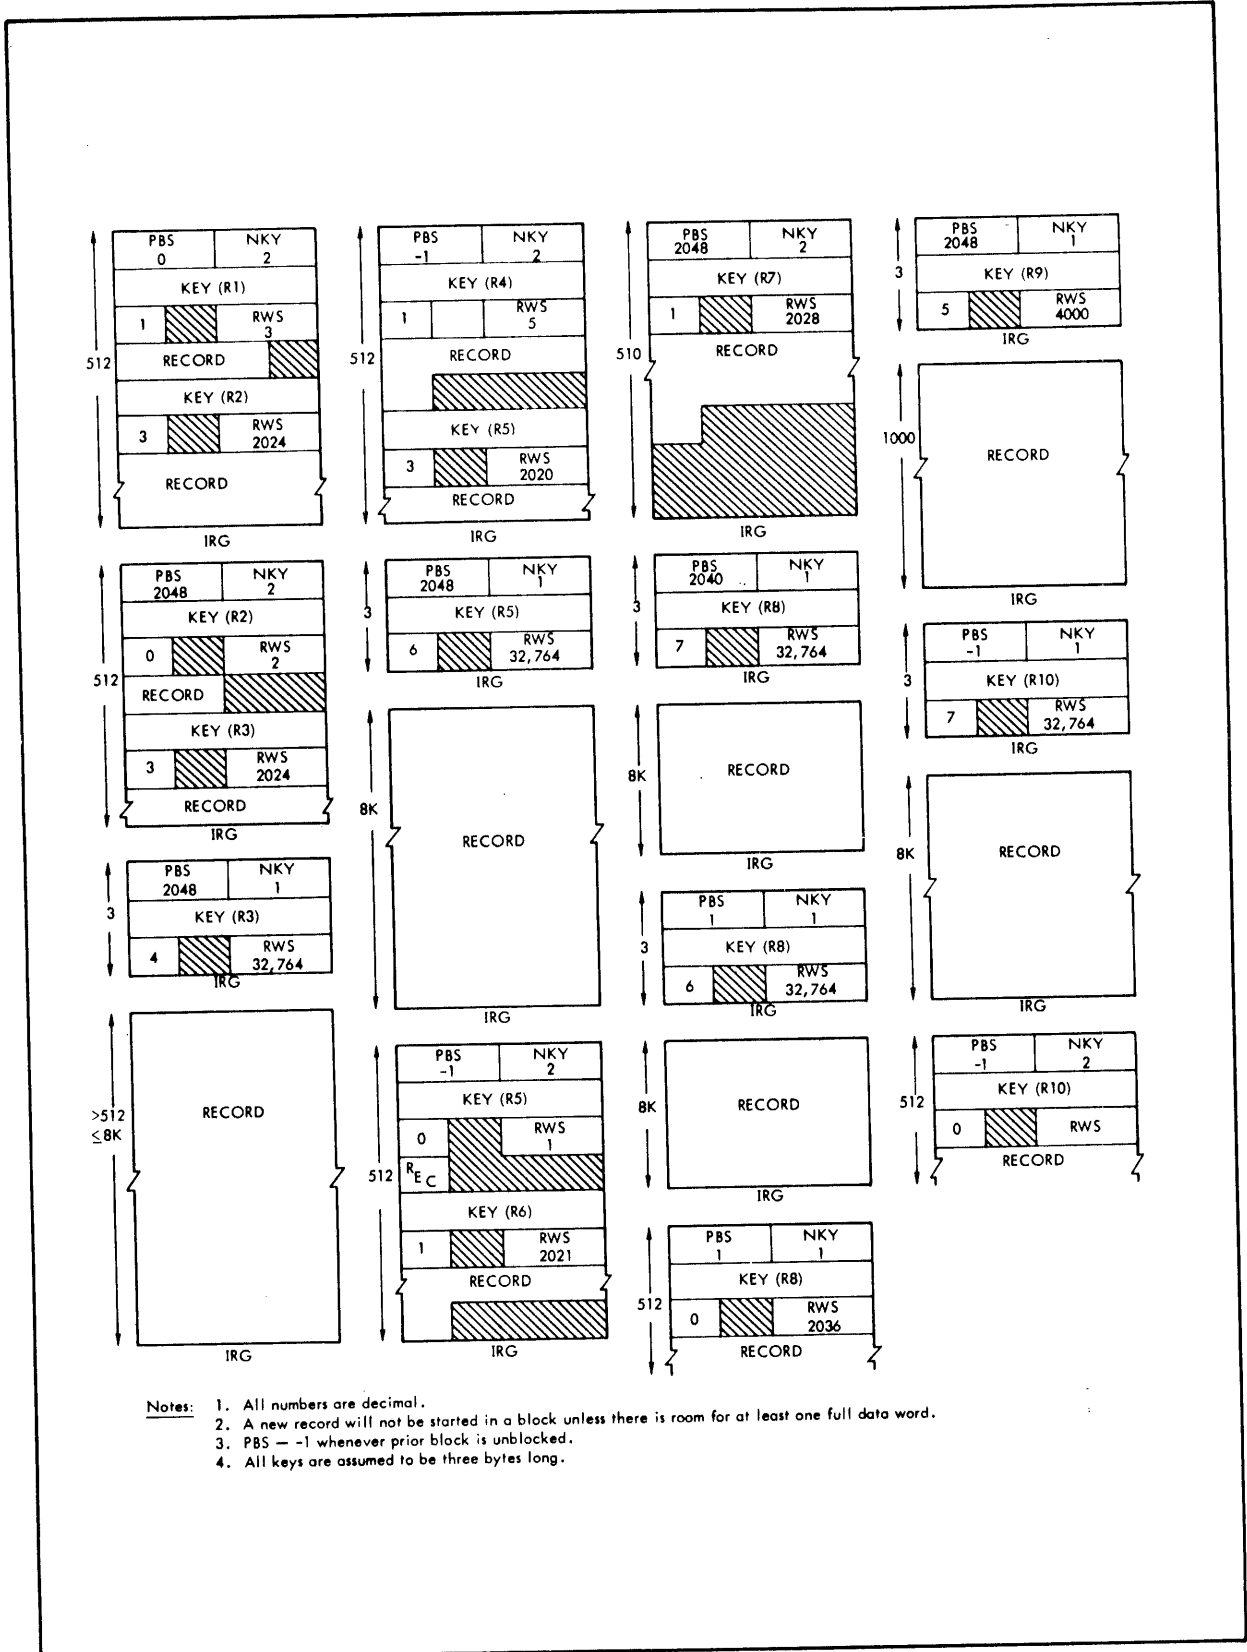 PBS NKY
0 2
KEY (R1)
1 RWS
3
RECORD
512
KEY (R2)
3 RWS
2024
RECORD
IRG
PBS NKY
2048 2
KEY (R2)
0 RWS
2
512
RECORD
KEY (R3)
3 RWS
2024
RECORD
IRG
PBS NKY
2048 1
3
KEY (R3)
4 RWS
32,764
IRG
>512
≤8K
RECORD
IRG
PBS NKY
-1 2
KEY (R4)
1 RWS
5
512
RECORD
KEY (R5)
3 RWS
2020
RECORD
IRG
PBS NKY
2048 1
3
KEY (R5)
6 RWS
32,764
IRG
8K
RECORD
IRG
PBS NKY
-1 2
KEY (R5)
0 RWS
1
512
REC
KEY (R6)
1 RWS
2021
RECORD
IRG
PBS NKY
2048 2
KEY (R7)
1 RWS
2028
510
RECORD
IRG
PBS NKY
2040 1
3
KEY (R8)
7 RWS
32,764
IRG
8K
RECORD
IRG
PBS NKY
1 1
3
KEY (R8)
6 RWS
32,764
IRG
8K
RECORD
IRG
PBS NKY
1 1
KEY (R8)
512
0 RWS
2036
RECORD
PBS NKY
2048 1
3
KEY (R9)
5 RWS
4000
IRG
1000
RECORD
IRG
PBS NKY
-1 1
3
KEY (R10)
7 RWS
32,764
IRG
8K
RECORD
IRG
PBS NKY
-1 2
KEY (R10)
512
0 RWS
RECORD
Notes: 1. All numbers are decimal.
2. A new record will not be started in a block unless there is room for at least one full data word.
3. PBS — -1 whenever prior block is unblocked.
4. All keys are assumed to be three bytes long.